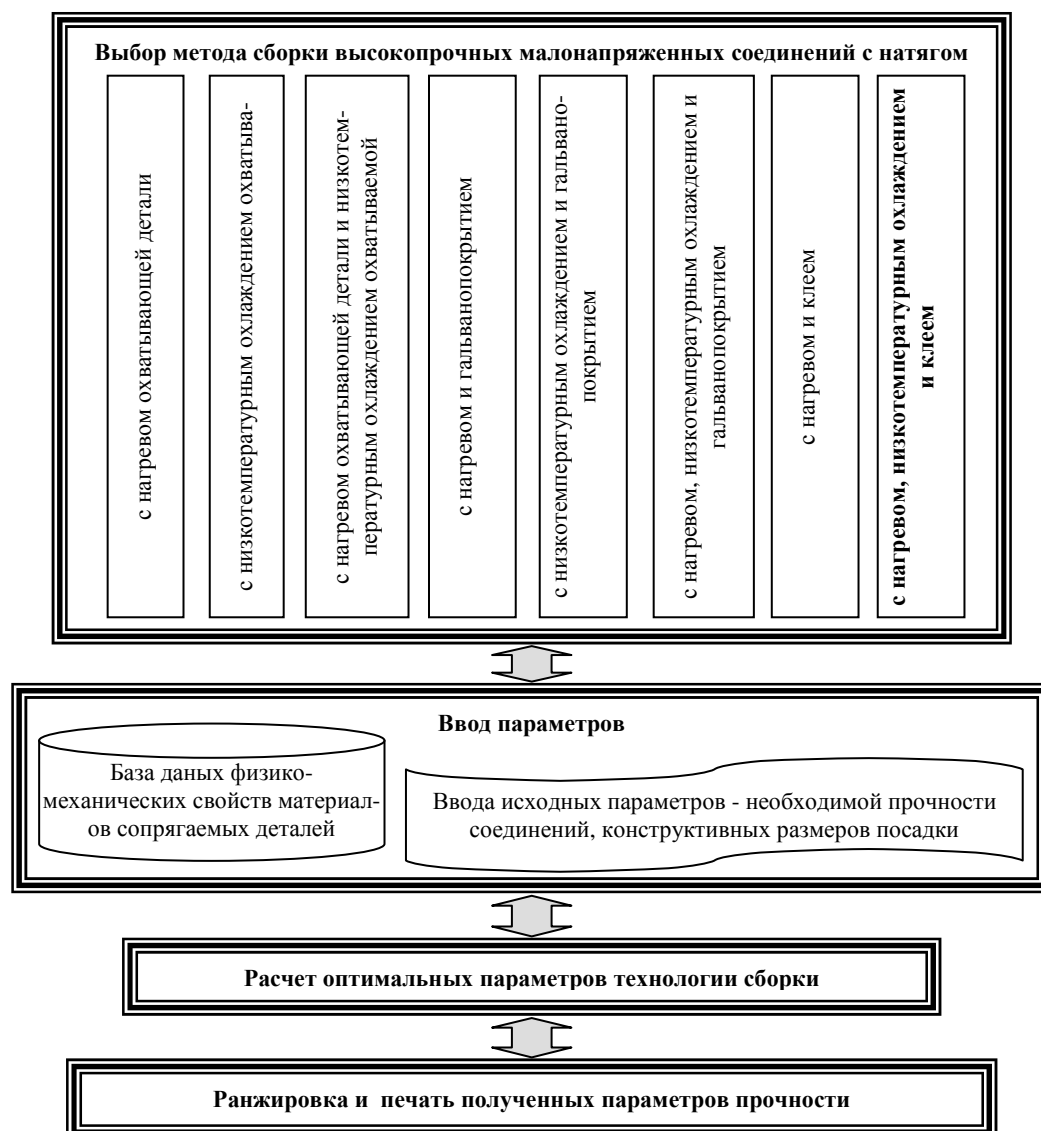 Выбор метода сборки высокопрочных малонапряженных соединений с натягом
с нагревом охватывающей детали
с низкотемпературным охлаждением охватыва-
с нагревом охватывающей детали и низкотем-
пературным охлаждением охватываемой
с нагревом и гальванопокрытием
с низкотемпературным охлаждением и гальвано-
покрытием
с нагревом, низкотемпературным охлаждением и
гальванопокрытием
с нагревом и клеем
с нагревом, низкотемпературным охлаждением
и клеем
Ввод параметров
База даных физико-
механических свойств материал-
ов сопрягаемых деталей
Ввода исходных параметров - необходимой прочности
соединений, конструктивных размеров посадки
Расчет оптимальных параметров технологии сборки
Ранжировка и печать полученных параметров прочности